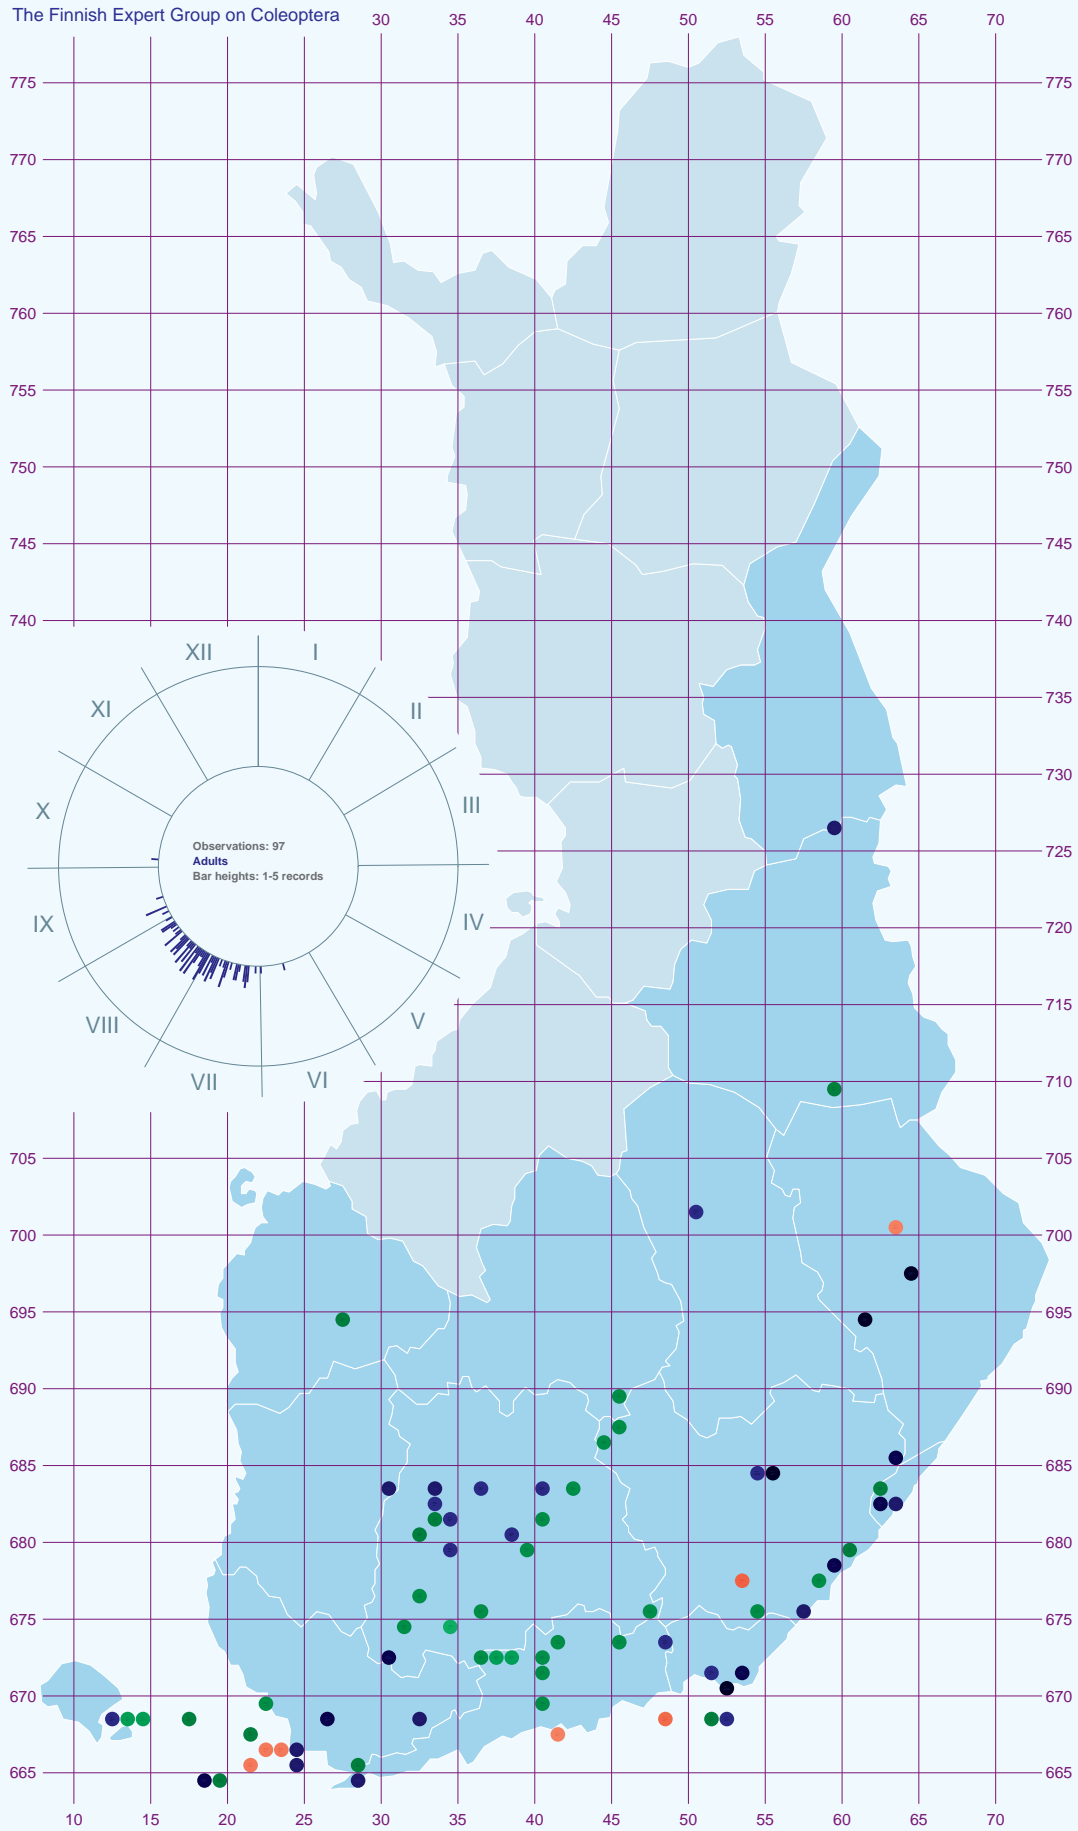 The Finnish Expert Group on Coleoptera 30 35 40 45 50 55 60 65 70
775 775
770 770
765 765
760 760
755 755
750 750
745 745
740 740
XII I
735
XI II
730
X III
Observations: 97
725 725
Adults
Bar heights: 1-5 records
IX IV
720 720
715 715
VIII V
VII VI
710 710
705 705
700 700
695 695
690 690
685 685
680 680
675 675
670 670
665 665
10 15 20 25 30 35 40 45 50 55 60 65 70